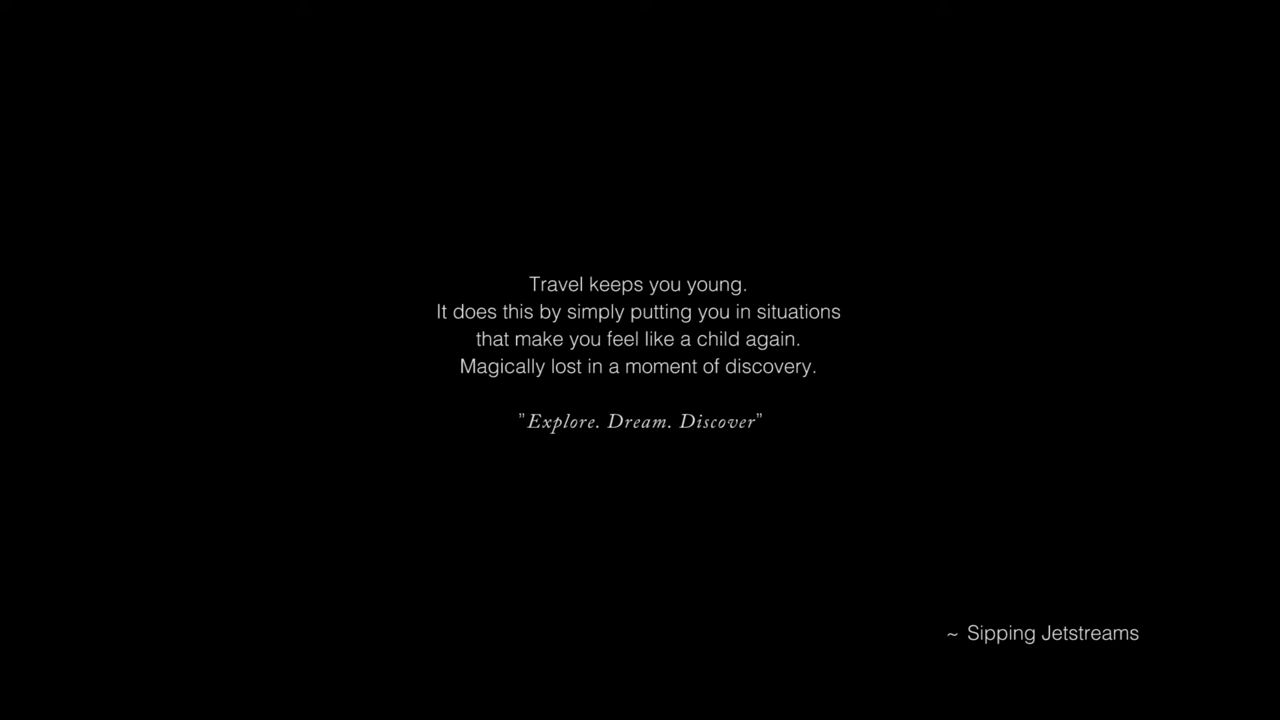 Travel keeps you young.
It does this by simply putting you in situations
that make you feel like a child again.
Magically lost in a moment of discovery.
"Explore. Dream. Discover"
~ Sipping Jetstreams